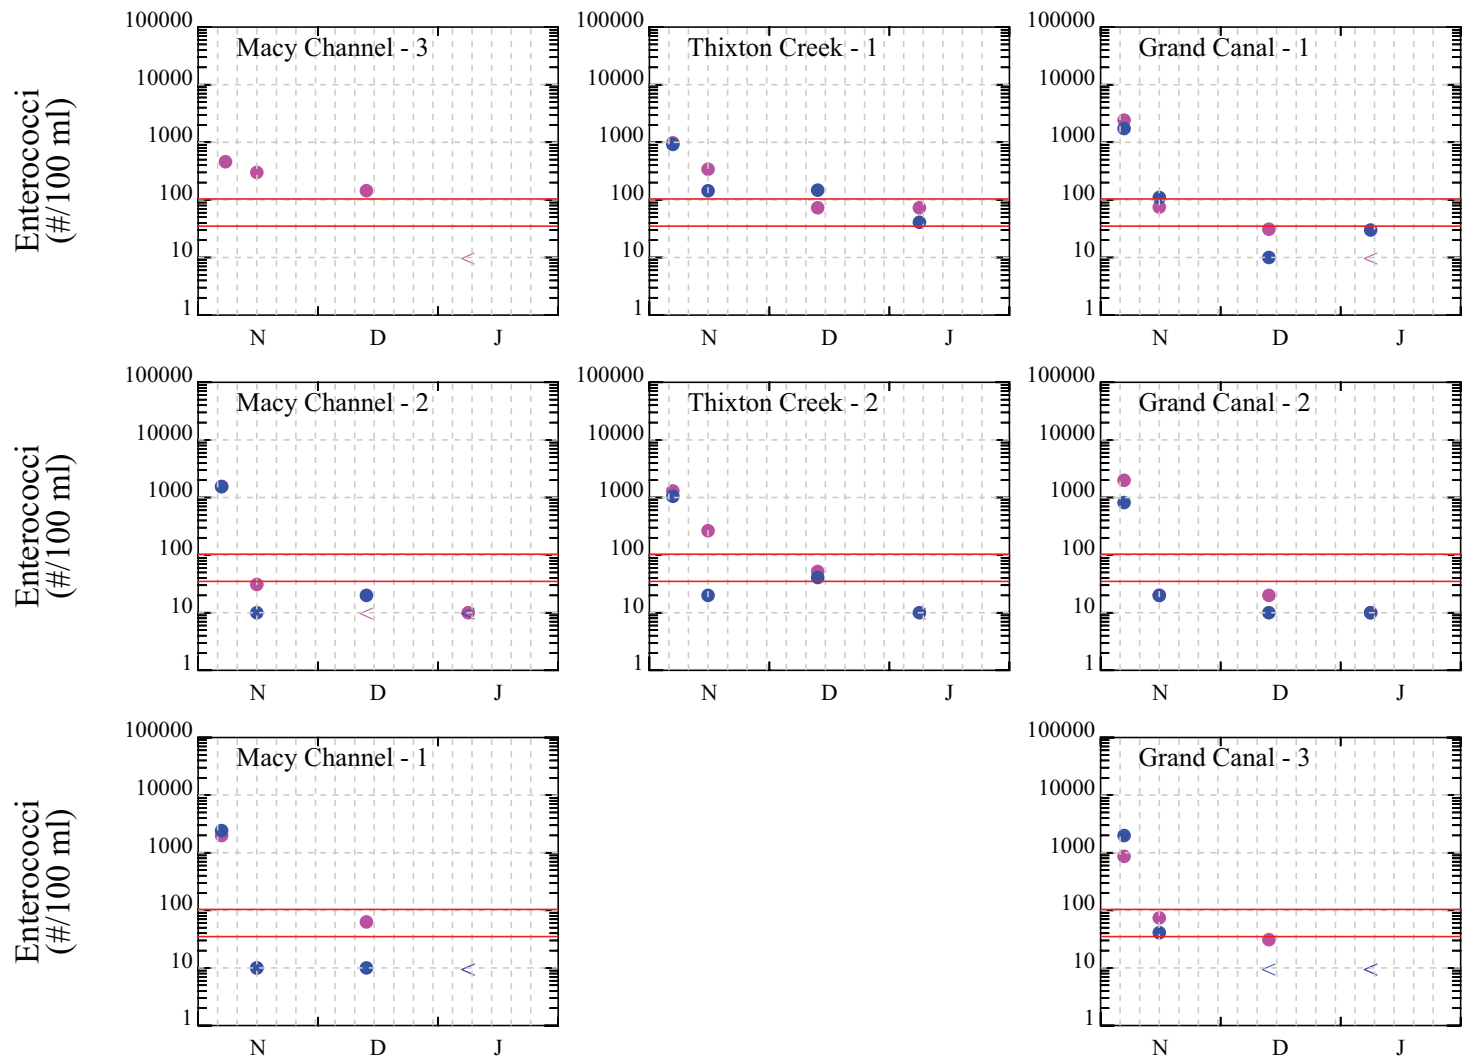 Macy Channel - 3
Enterococci
(#/100 ml)
100000
10000
1000
100
10
1
<
N D J
Thixton Creek - 1
100000
10000
1000
100
10
1
N D J
Grand Canal - 1
100000
10000
1000
100
10
1
<
N D J
Macy Channel - 2
Enterococci
(#/100 ml)
100000
10000
1000
100
10
1
< <
N D J
Thixton Creek - 2
100000
10000
1000
100
10
1
N D J
Grand Canal - 2
100000
10000
1000
100
10
1
N D J
Macy Channel - 1
Enterococci
(#/100 ml)
100000
10000
1000
100
10
1
<
N D J
Grand Canal - 3
100000
10000
1000
100
10
1
< <
N D J